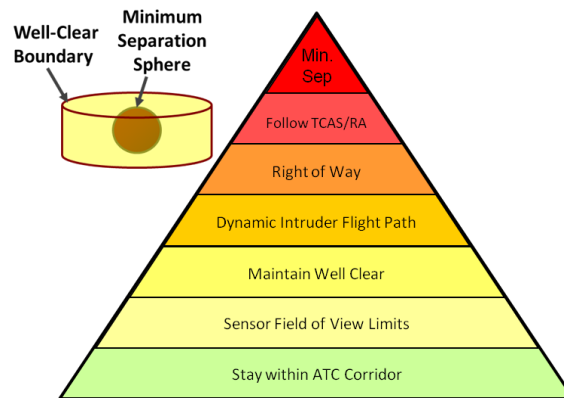 Well-Clear
Boundary
Minimum
Separation
Sphere
Min.
Sep
Follow TCAS/RA
Right of Way
Dynamic Intruder Flight Path
Maintain Well Clear
Sensor Field of View Limits
Stay within ATC Corridor